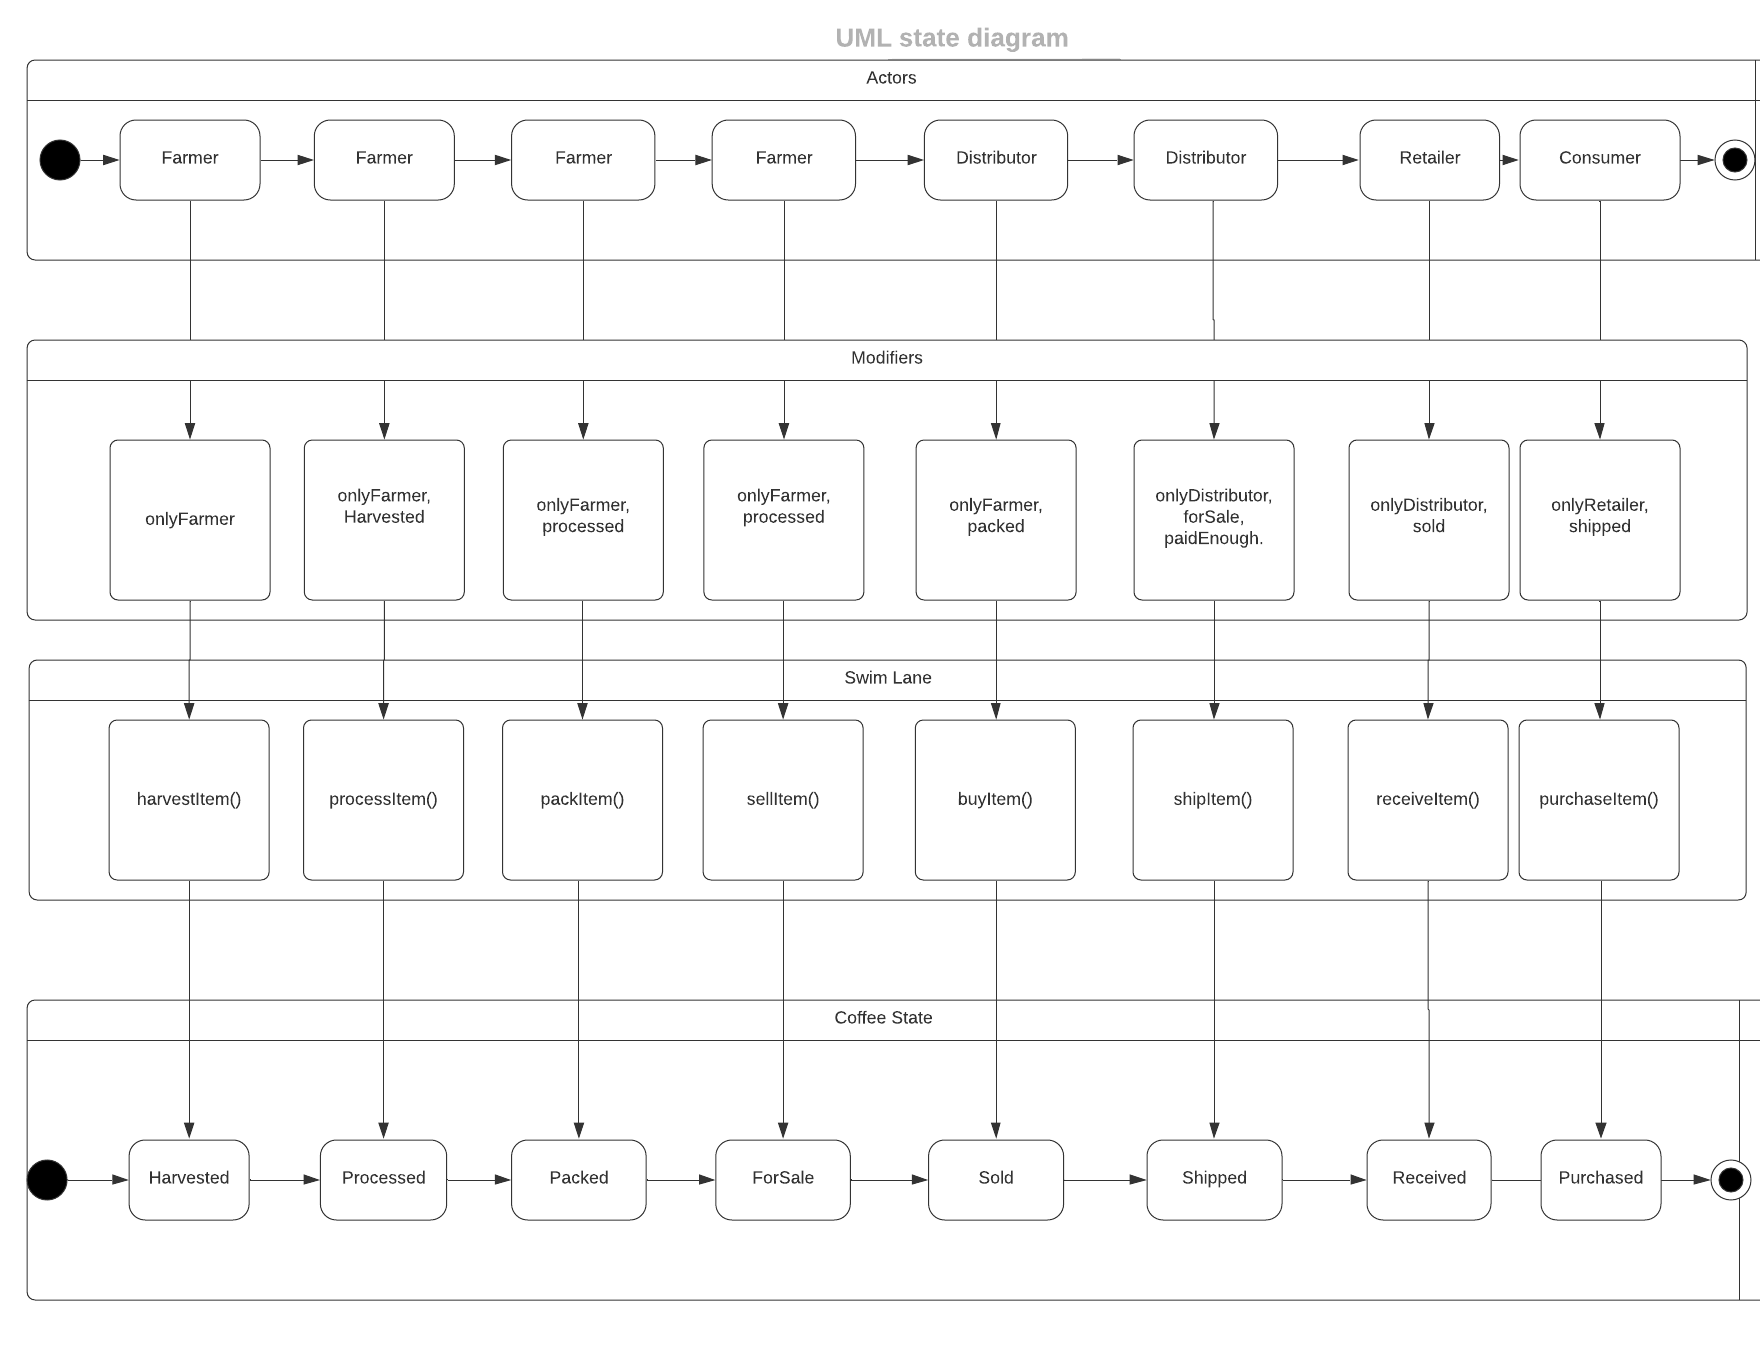 UML state diagram
Actors
Farmer
Farmer
Farmer
Farmer
Distributor
Distributor
Retailer
Consumer
Modifiers
onlyFarmer
onlyFarmer,
Harvested
onlyFarmer,
processed
onlyFarmer,
processed
onlyFarmer,
packed
onlyDistributor,
forSale,
paidEnough.
onlyDistributor,
sold
onlyRetailer,
shipped
Swim Lane
harvestItem()
processItem()
packItem()
sellItem()
buyItem()
shipItem()
receiveItem()
purchaseItem()
Coffee State
Harvested
Processed
Packed
ForSale
Sold
Shipped
Received
Purchased